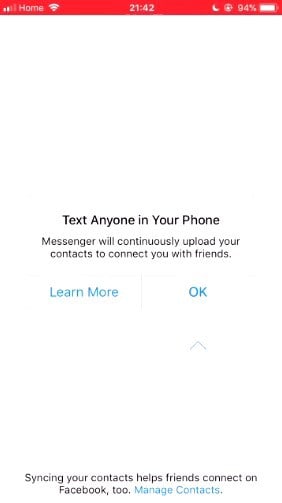 Home 21:42 94%
Text Anyone in Your Phone
Messenger will continuously upload your
contacts to connect you with friends.
Learn More OK
Syncing your contacts helps friends connect on
Facebook, too. Manage Contacts.